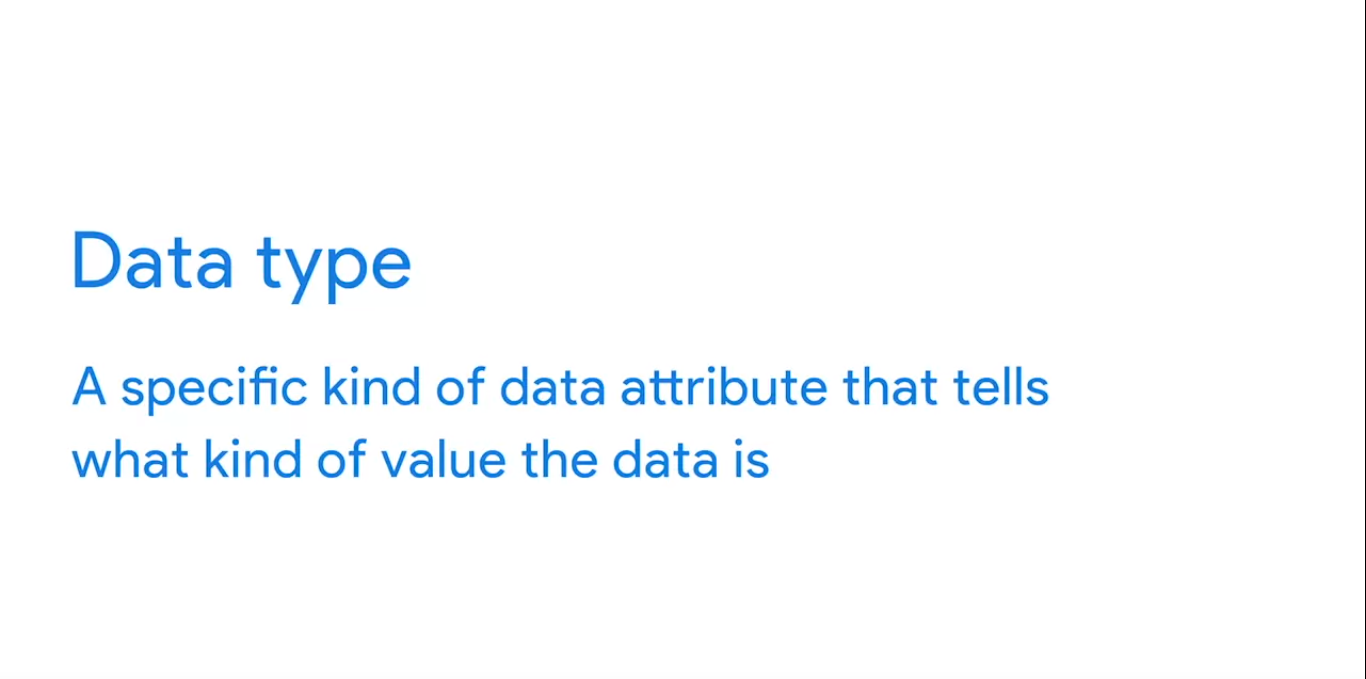 Data type
A specific kind of data attribute that tells
what kind of value the data is